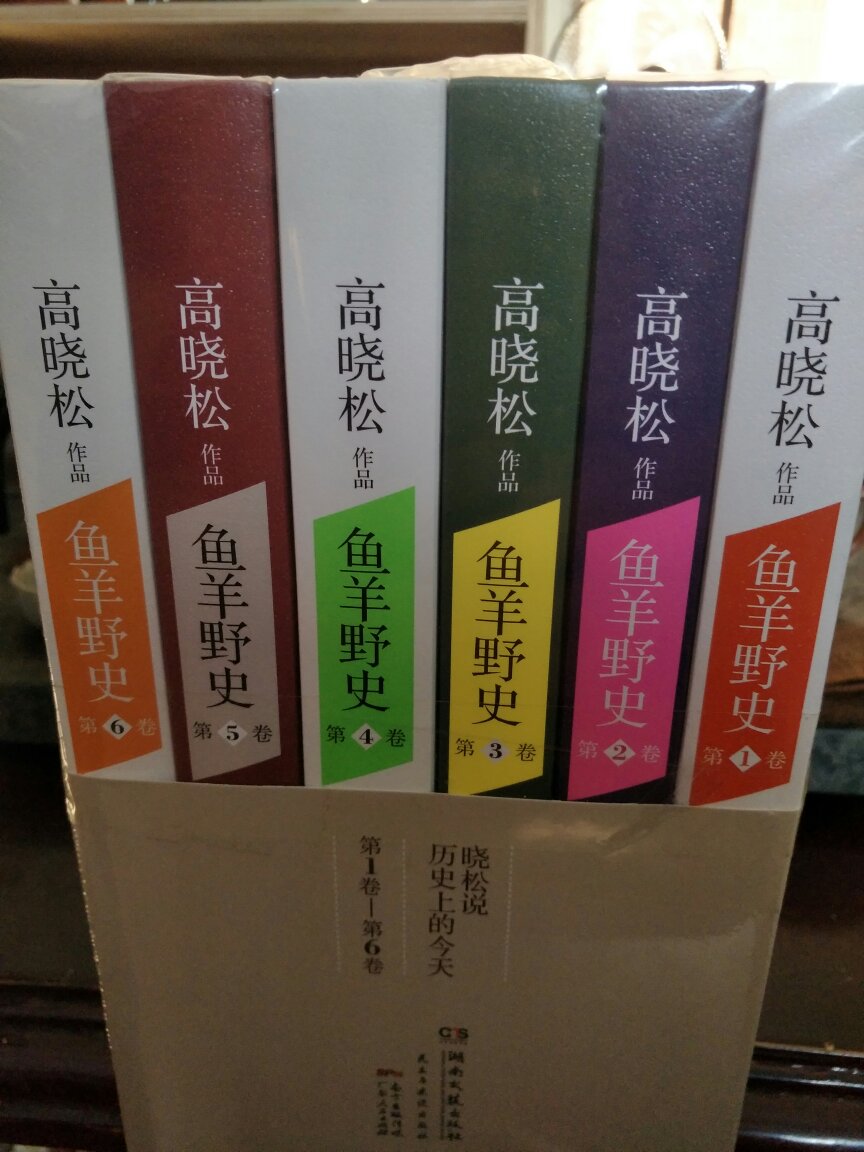 高晓松 作品
鱼羊野史
第6卷
高晓松 作品
鱼羊野史
第5卷
高晓松 作品
鱼羊野史
第4卷
高晓松 作品
鱼羊野史
第3卷
高晓松 作品
鱼羊野史
第2卷
高晓松 作品
鱼羊野史
第1卷
晓松说
历史上的今天
第1卷—第6卷
CTS
湖南文艺出版社